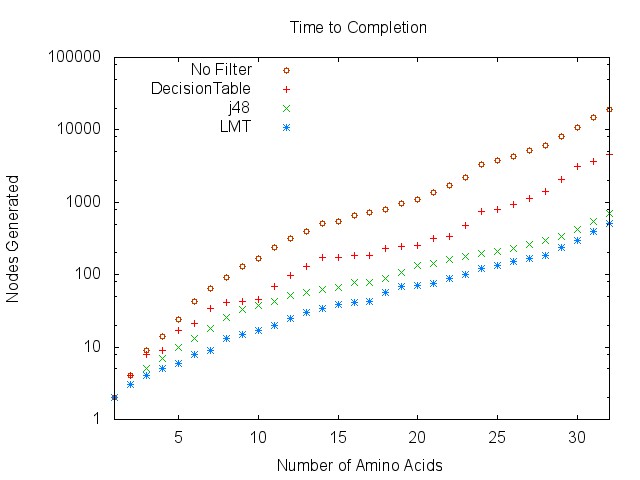 Time to Completion
100000
10000
1000
100
10
1
Nodes Generated
No Filter
DecisionTable
j48
LMT
5 10 15 20 25 30
Number of Amino Acids